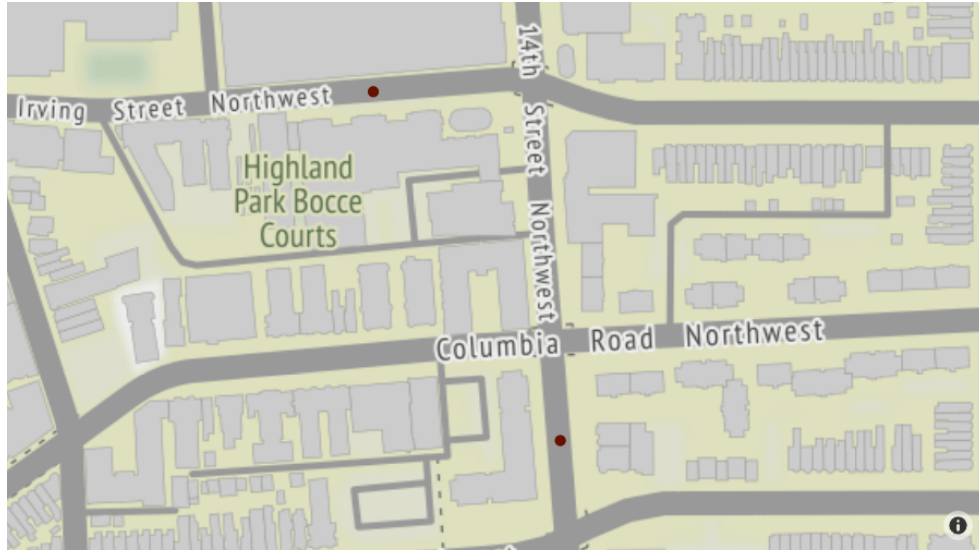 14th Street Northwest
Irving Street Northwest
Highland
Park Bocce
Courts
Columbia Road Northwest